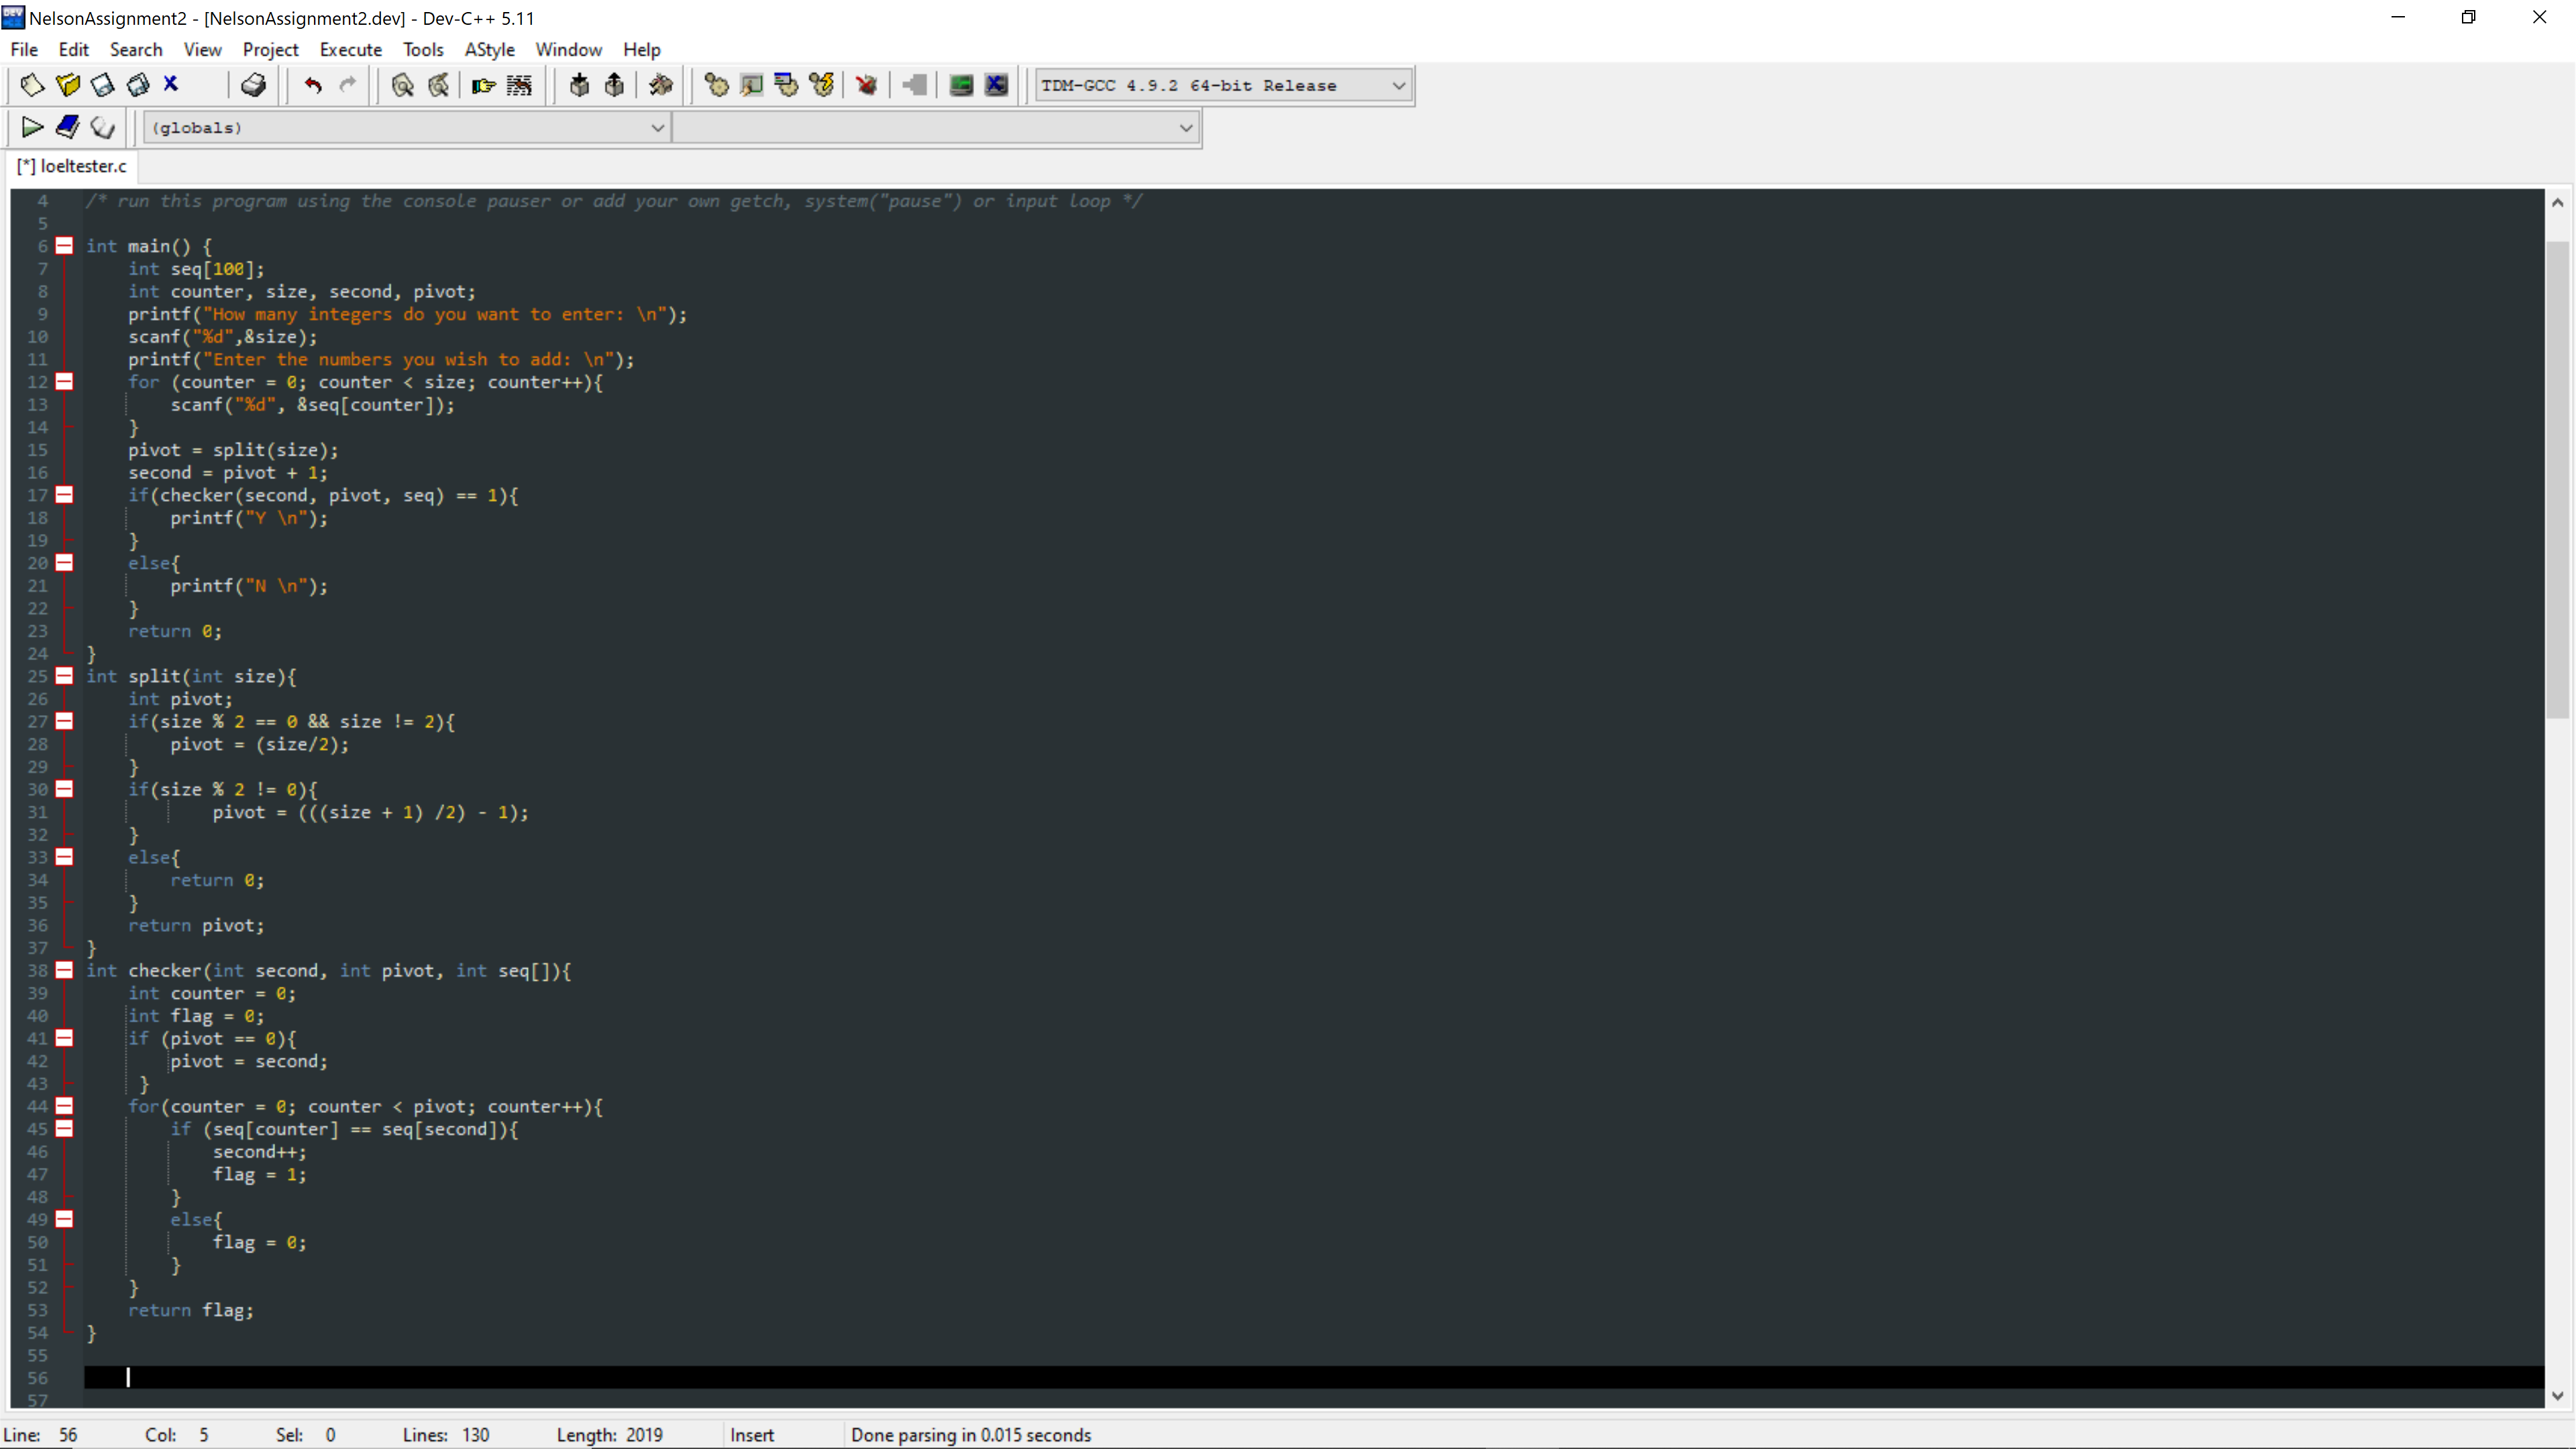 NelsonAssignment2 - [NelsonAssignment2.dev] - Dev-C++ 5.11
File Edit Search View Project Execute Tools AStyle Window Help
TDM-GCC 4.9.2 64-bit Release
(globals)
[*] loeltester.c
4 /* run this program using the console pauser or add your own getch, system("pause") or input loop */
5
6 int main() {
7 int seq[100];
8 int counter, size, second, pivot;
9 printf("How many integers do you want to enter: \n");
10 scanf("%d",&size);
11 printf("Enter the numbers you wish to add: \n");
12 for (counter = 0; counter < size; counter++){
13 scanf("%d", &seq[counter]);
14 }
15 pivot = split(size);
16 second = pivot + 1;
17 if(checker(second, pivot, seq) == 1){
18 printf("Y \n");
19 }
20 else{
21 printf("N \n");
22 }
23 return 0;
24 }
25 int split(int size){
26 int pivot;
27 if(size % 2 == 0 && size != 2){
28 pivot = (size/2);
29 }
30 if(size % 2 != 0){
31 pivot = (((size + 1) /2) - 1);
32 }
33 else{
34 return 0;
35 }
36 return pivot;
37 }
38 int checker(int second, int pivot, int seq[]){
39 int counter = 0;
40 int flag = 0;
41 if (pivot == 0){
42 pivot = second;
43 }
44 for(counter = 0; counter < pivot; counter++){
45 if (seq[counter] == seq[second]){
46 second++;
47 flag = 1;
48 }
49 else{
50 flag = 0;
51 }
52 }
53 return flag;
54 }
55
56
57
Line: 56 Col: 5 Sel: 0 Lines: 130 Length: 2019 Insert Done parsing in 0.015 seconds